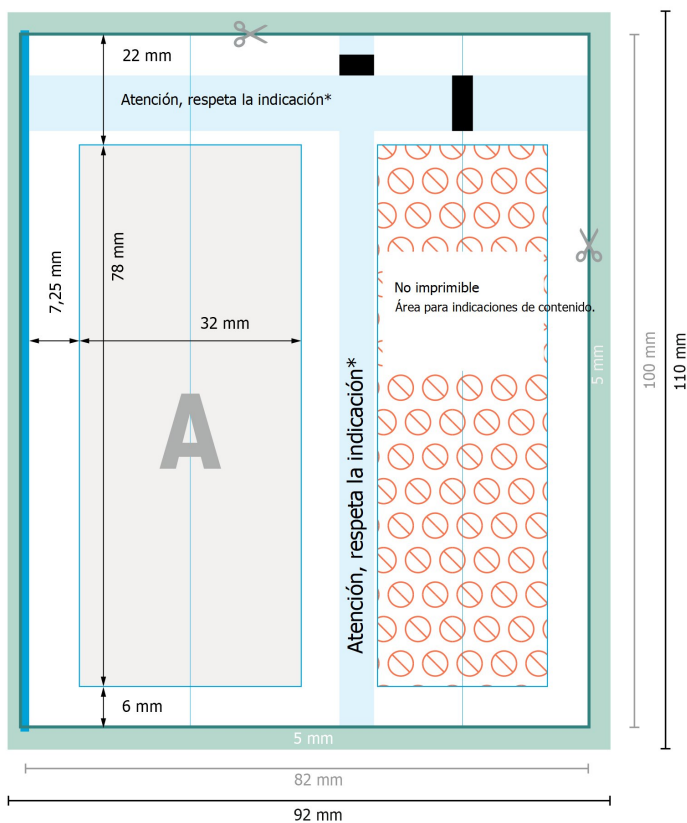 22 mm
Atención, respeta la indicación*
7,25 mm
78 mm
32 mm
No imprimible
Área para indicaciones de contenido.
A
Atención, respeta la indicación*
5 mm
100 mm
110 mm
6 mm
5 mm
82 mm
92 mm